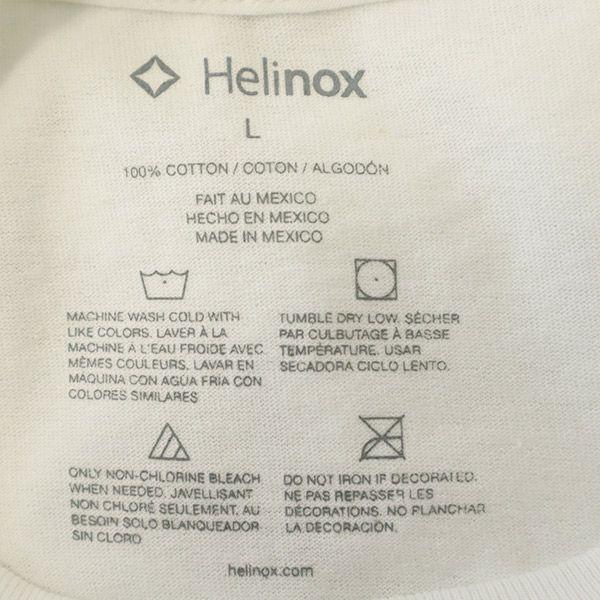 Helinox
L
100% COTTON / COTON / ALGODÓN
FAIT AU MEXICO
HECHO EN MEXICO
MADE IN MEXICO
MACHINE WASH COLD WITH
LIKE COLORS. LAVER À LA
MACHINE À L'EAU FROIDE AVEC
MÊMES COULEURS. LAVAR EN
MAQUINA CON AGUA FRIA CON
COLORES SIMILARES
TUMBLE DRY LOW. SÉCHER
PAR CULBUTAGE À BASSE
TEMPÉRATURE. USAR
SECADORA CICLO LENTO.
ONLY NON-CHLORINE BLEACH
WHEN NEEDED. JAVELLISANT
NON CHLORÉ SEULEMENT. AU
BESOIN SOLO BLANQUEADOR
SIN CLORO
DO NOT IRON IF DECORATED.
NE PAS REPASSER LES
DÉCORATIONS. NO PLANCHAR
LA DECORACIÓN.
helinox.com